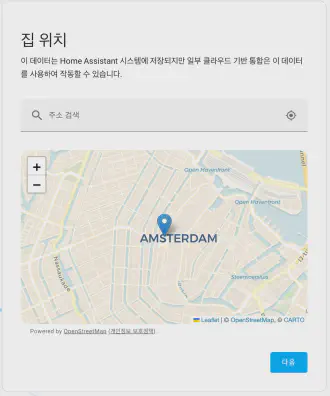 집 위치
이 데이터는 Home Assistant 시스템에 저장되지만 일부 클라우드 기반 통합은 이 데이터
를 사용하여 작동할 수 있습니다.
주소 검색
+
−
Open Havenfront
Open Havenfront
AMSTERDAM
Nassaukade
Leaflet | © OpenStreetMap, © CARTO
Powered by OpenStreetMap (개인정보 보호정책).
다음